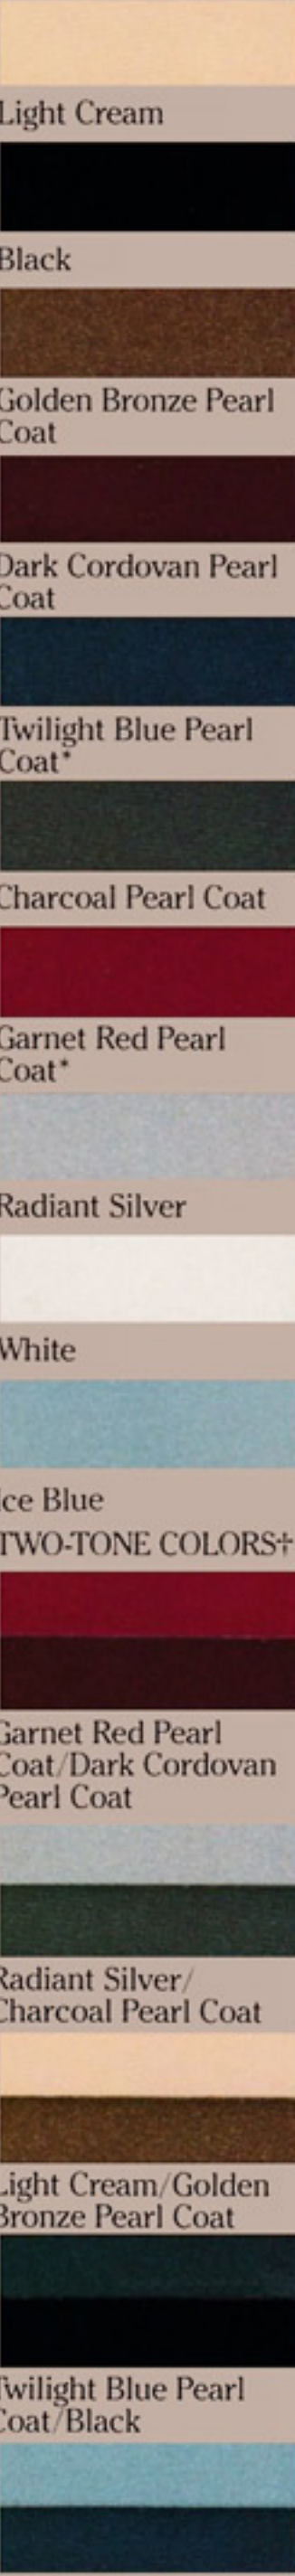 Light Cream
Black
Golden Bronze Pearl
Coat
Dark Cordovan Pearl
Coat
Twilight Blue Pearl
Coat*
Charcoal Pearl Coat
Garnet Red Pearl
Coat*
Radiant Silver
White
Ice Blue
TWO-TONE COLORS†
Garnet Red Pearl
Coat/Dark Cordovan
Pearl Coat
Radiant Silver/
Charcoal Pearl Coat
Light Cream/Golden
Bronze Pearl Coat
Twilight Blue Pearl
Coat/Black